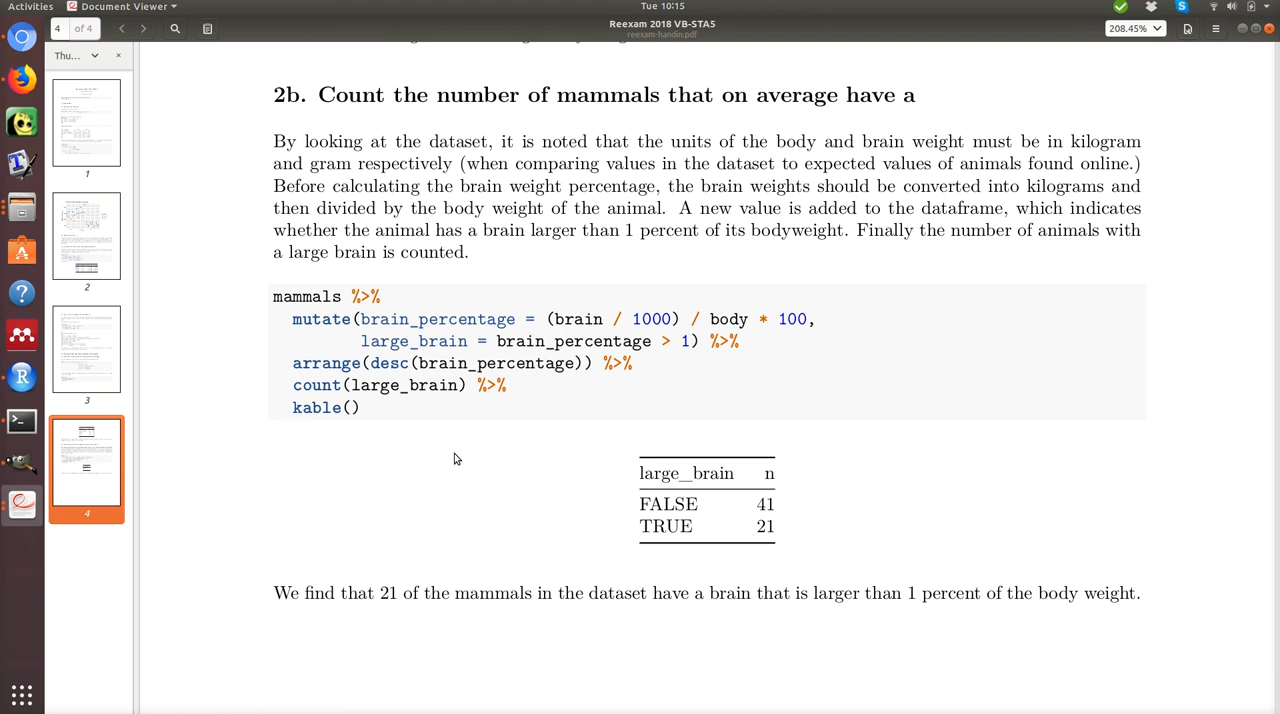 Activities Document Viewer Tue 10:15
4 of 4
Reexam 2018 VB-STA5
reexam-handin.pdf
208.45%
Thu...
1
2
3
4
2b. Count the number of mammals that on average have a
By looking at the dataset, it is noted that the units of the body and brain weight must be in kilogram
and gram respectively (when comparing values in the dataset to expected values of animals found online.)
Before calculating the brain weight percentage, the brain weights should be converted into kilograms and
then divided by the body weight of the animal. A new value is added to the dataframe, which indicates
whether the animal has a brain larger than 1 percent of its bodyweight. Finally the number of animals with
a large brain is counted.
mammals %>%
mutate(brain_percentage = (brain / 1000) / body * 100,
large_brain = brain_percentage > 1) %>%
arrange(desc(brain_percentage)) %>%
count(large_brain) %>%
kable()
large_brain n
FALSE 41
TRUE 21
We find that 21 of the mammals in the dataset have a brain that is larger than 1 percent of the body weight.